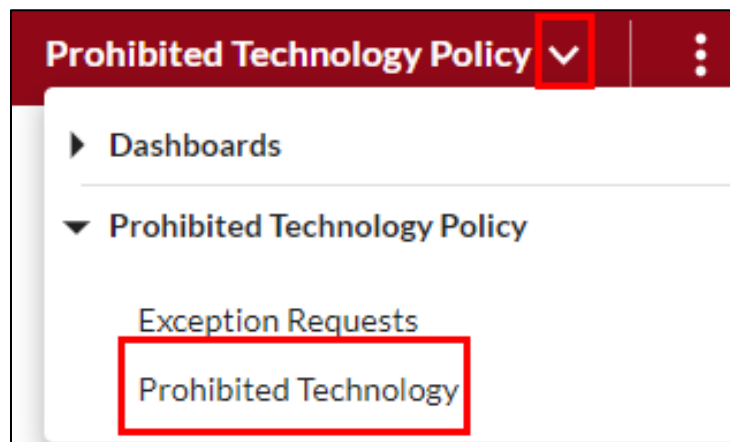 Prohibited Technology Policy
Dashboards
Prohibited Technology Policy
Exception Requests
Prohibited Technology